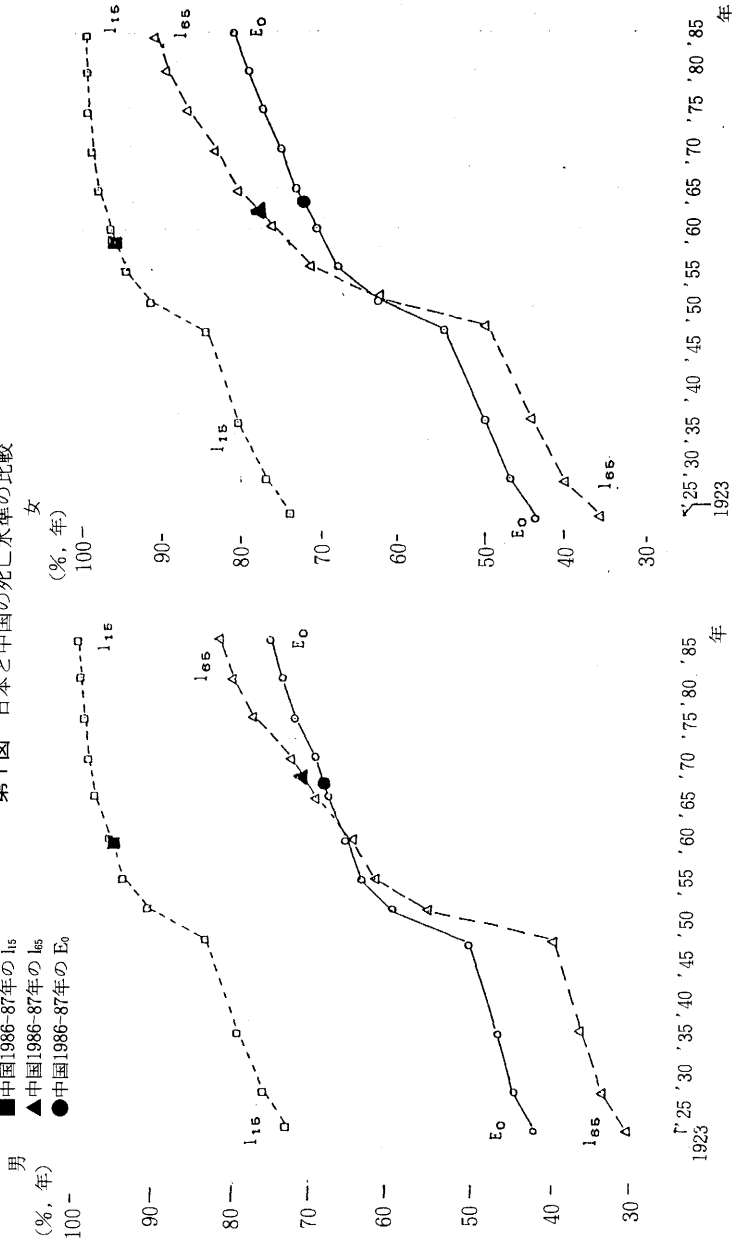 第1図 日本と中国の死亡水準の比較
■中国1986-87年の l₁₅
▲中国1986-87年の l₆₅
●中国1986-87年の E₀
男
(%, 年)
100-
90-
80-
70-
60-
50-
40-
30-
l₁₅
l₁₅
l₆₅
E₀
E₀
l₆₅
'25 '30 '35 '40 '45 '50 '55 '60 '65 '70 '75 '80 '85
1923
年
女
(%, 年)
100-
90-
80-
70-
60-
50-
40-
30-
l₁₅
l₆₅
E₀
l₁₅
E₀
l₆₅
'25 '30 '35 '40 '45 '50 '55 '60 '65 '70 '75 '80 '85
1923
年